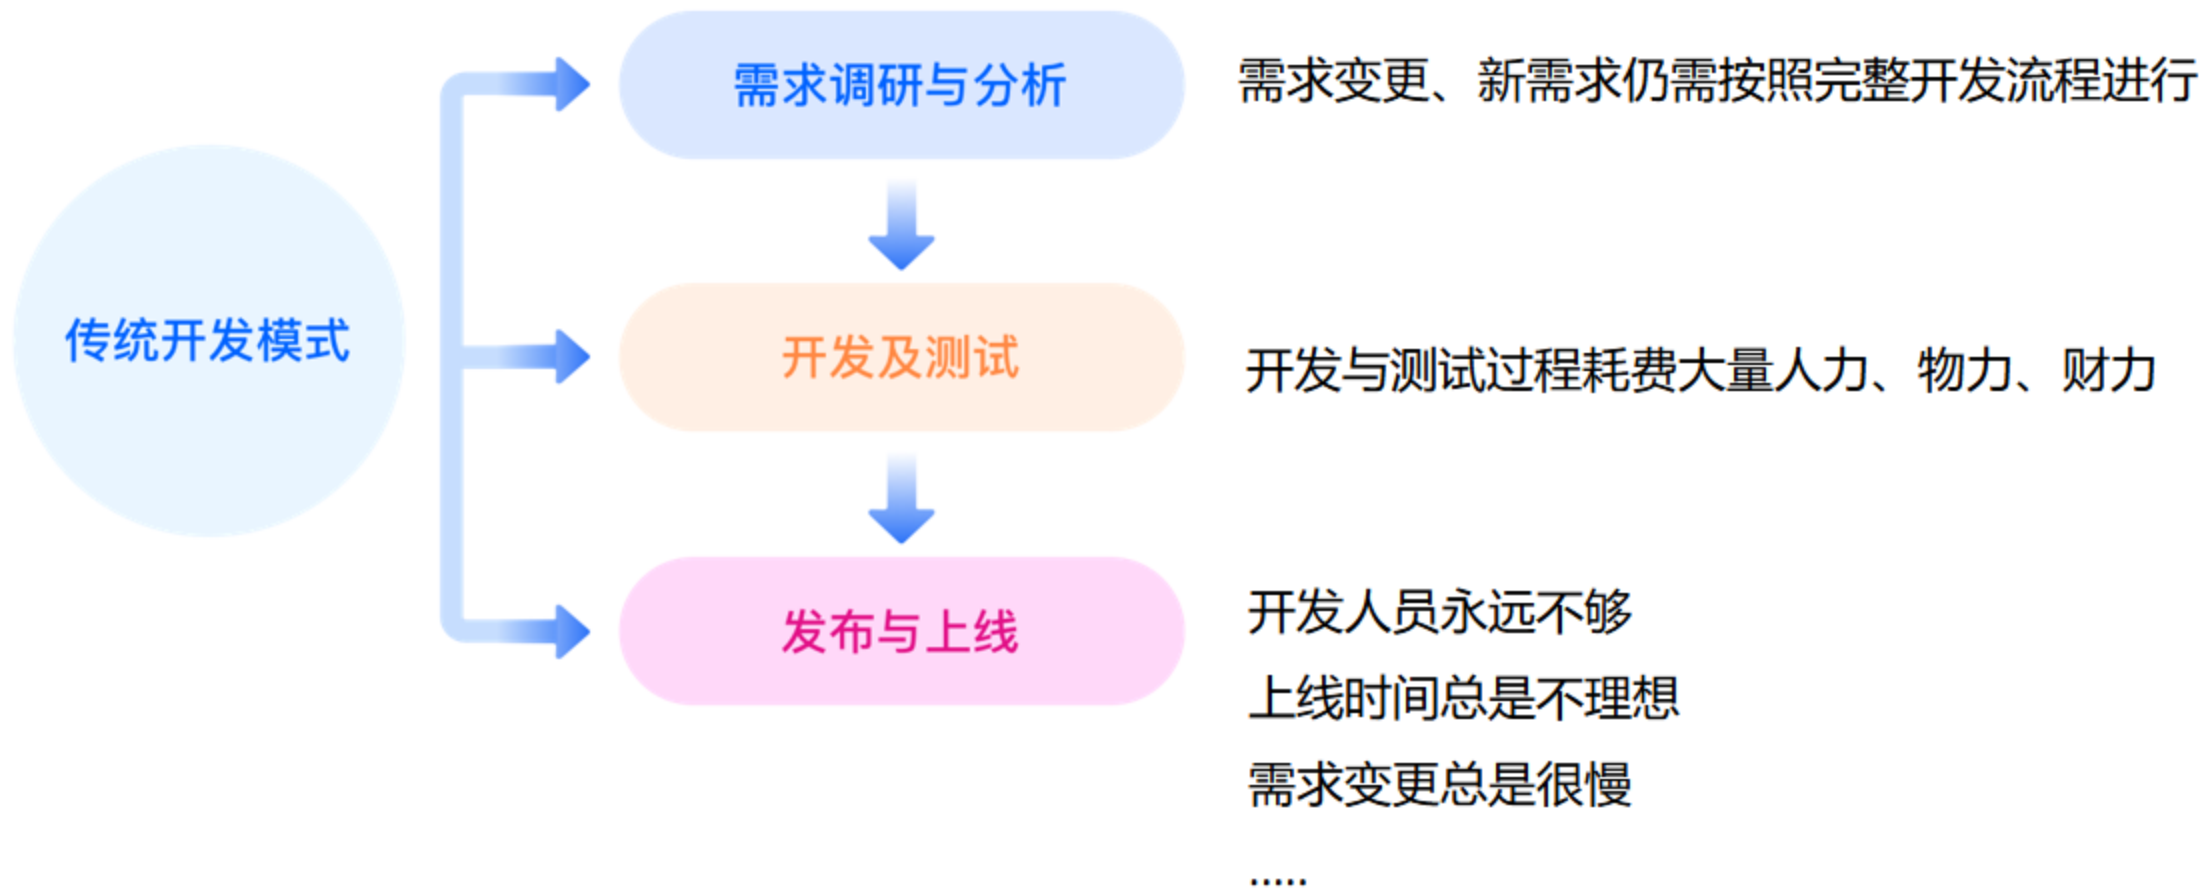 传统开发模式
需求调研与分析
需求变更、新需求仍需按照完整开发流程进行
开发及测试
开发与测试过程耗费大量人力、物力、财力
发布与上线
开发人员永远不够
上线时间总是不理想
需求变更总是很慢
.....